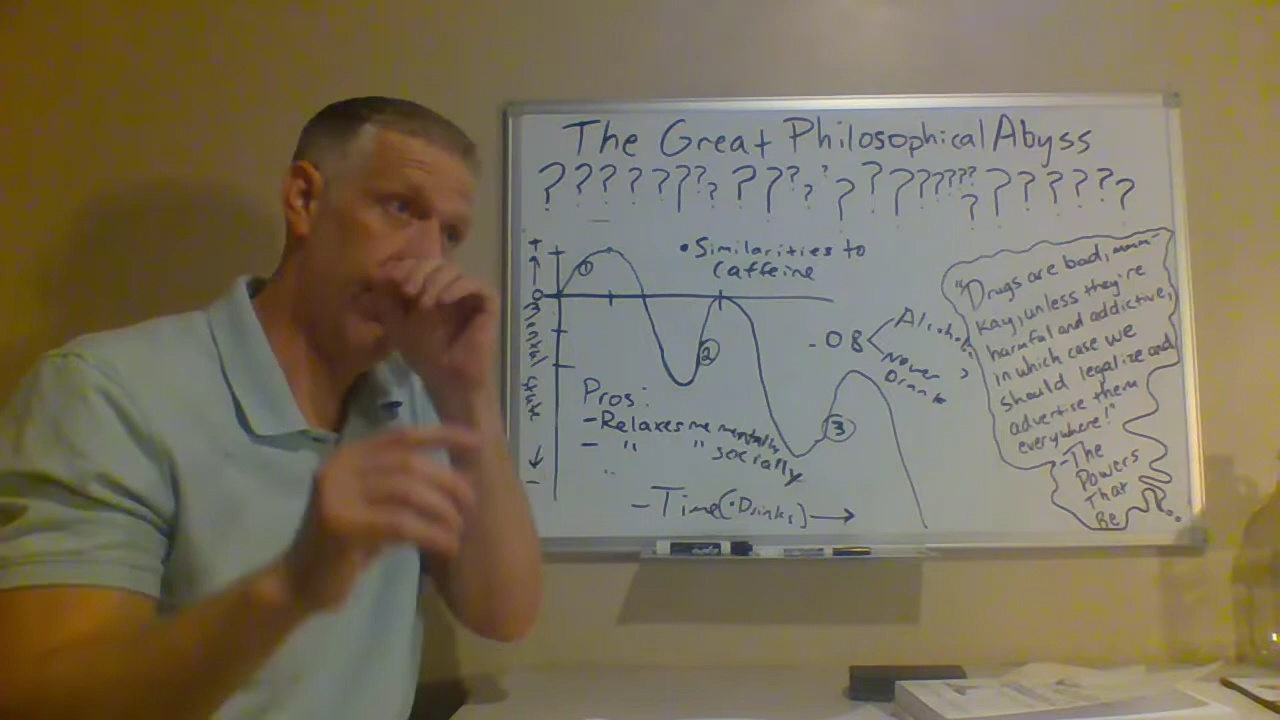 The Great Philosophical Abyss
? ? ? ? ? ? ? ? ? ? ? ? ? ? ? ? ? ? ? ? ? ? ? ? ? ? ? ?
• Similarities to
caffeine
+
0
Mental State
-
①
②
③
.08
Alcohol
Never
Drank
?
Pros:
- Relaxes me mentally
- " " socially
"
- Time (• Drinks) →
"Drugs are bad, mmm-
kay, unless they're
harmful and addictive,
in which case we
should legalize and
advertise them
everywhere!"
- The
Powers
That
Be